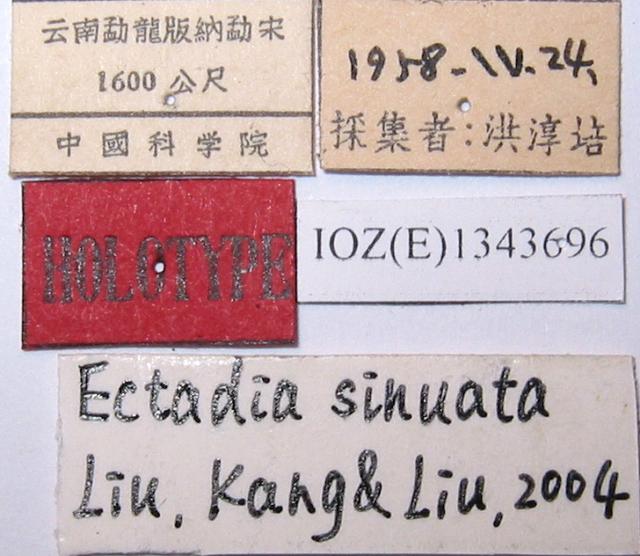 云南勐龍版納勐宋
1600 公尺
中國科学院
1958-IV-24,
採集者:洪淳培
HOLOTYPE
IOZ(E)1343696
Ectadia sinuata
Liu, Kang & Liu, 2004